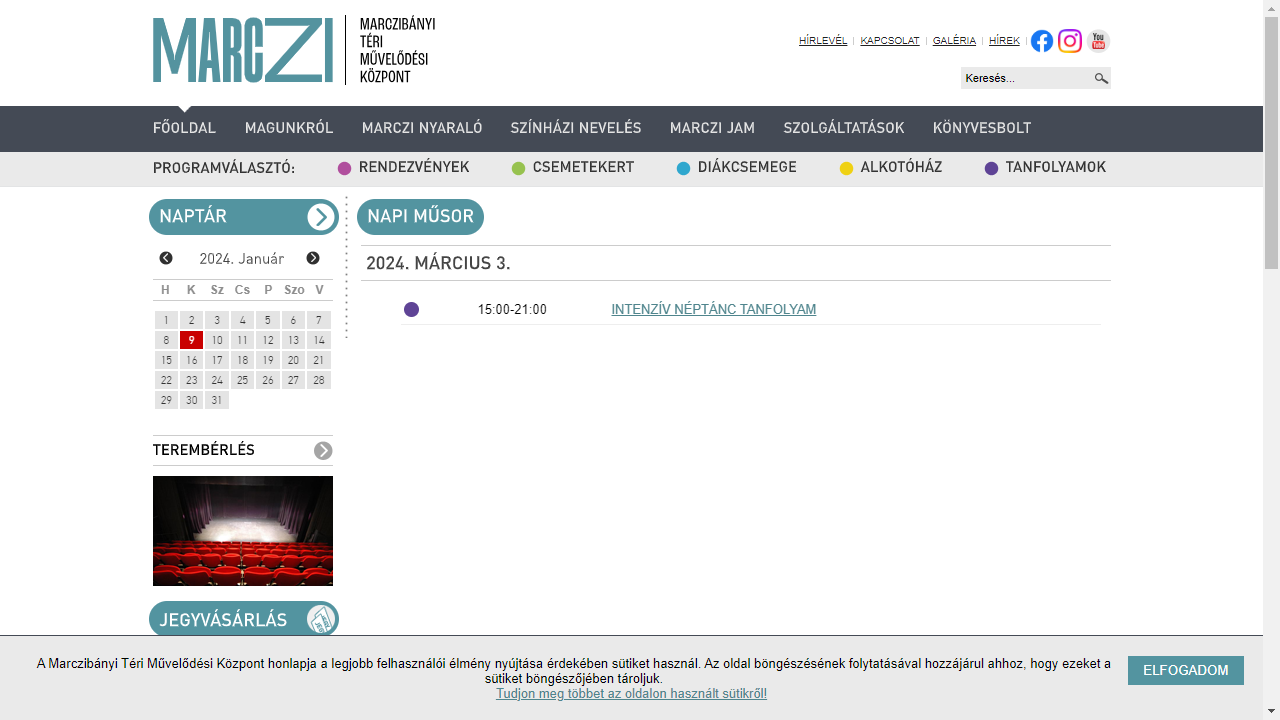 MARCZI
MARCZIBÁNYI
TÉRI
MŰVELŐDÉSI
KÖZPONT
HÍRLEVÉL | KAPCSOLAT | GALÉRIA | HÍREK |
You
Tube
Keresés...
FŐOLDAL MAGUNKRÓL MARCZI NYARALÓ SZÍNHÁZI NEVELÉS MARCZI JAM SZOLGÁLTATÁSOK KÖNYVESBOLT
PROGRAMVÁLASZTÓ: RENDEZVÉNYEK CSEMETEKERT DIÁKCSEMEGE ALKOTÓHÁZ TANFOLYAMOK
NAPTÁR
2024. Január
H K Sz Cs P Szo V
1 2 3 4 5 6 7
8 9 10 11 12 13 14
15 16 17 18 19 20 21
22 23 24 25 26 27 28
29 30 31
TEREMBÉRLÉS
JEGYVÁSÁRLÁS
NAPI MŰSOR
2024. MÁRCIUS 3.
15:00-21:00 INTENZÍV NÉPTÁNC TANFOLYAM
A Marczibányi Téri Művelődési Központ honlapja a legjobb felhasználói élmény nyújtása érdekében sütiket használ. Az oldal böngészésének folytatásával hozzájárul ahhoz, hogy ezeket a
sütiket böngészőjében tároljuk.
Tudjon meg többet az oldalon használt sütikről!
ELFOGADOM